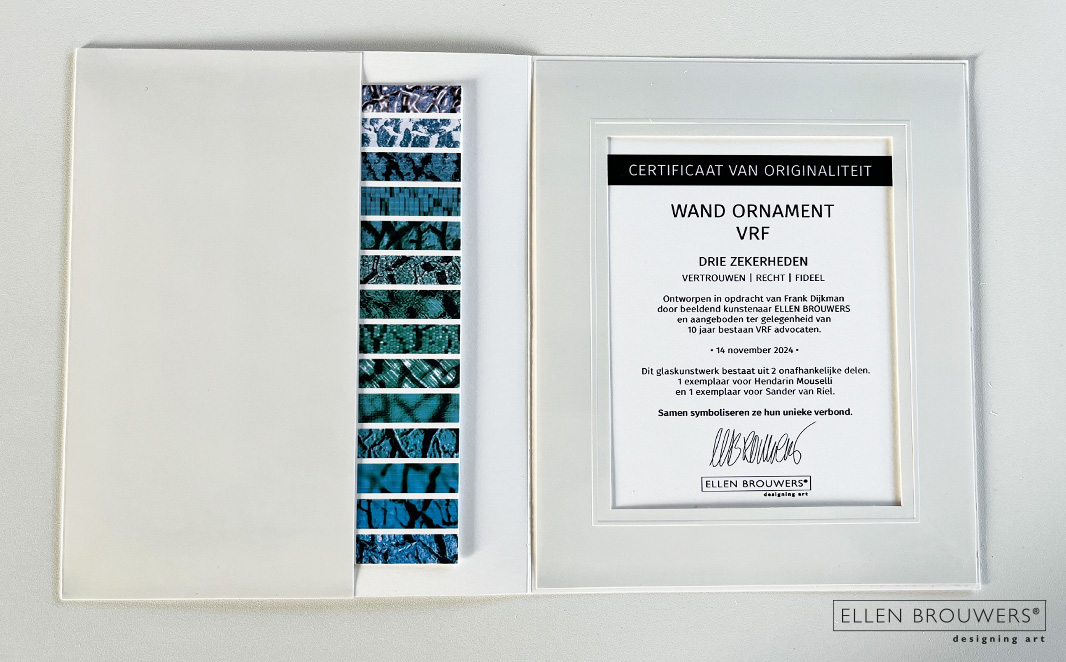 CERTIFICAAT VAN ORIGINALITEIT
WAND ORNAMENT
VRF
DRIE ZEKERHEDEN
VERTROUWEN | RECHT | FIDEEL
Ontworpen in opdracht van Frank Dijkman
door beeldend kunstenaar ELLEN BROUWERS
en aangeboden ter gelegenheid van
10 jaar bestaan VRF advocaten.
• 14 november 2024 •
Dit glaskunstwerk bestaat uit 2 onafhankelijke delen.
1 exemplaar voor Hendarin Mouselli
en 1 exemplaar voor Sander van Riel.
Samen symboliseren ze hun unieke verbond.
ELLEN BROUWERS®
designing art
ELLEN BROUWERS®
designing art